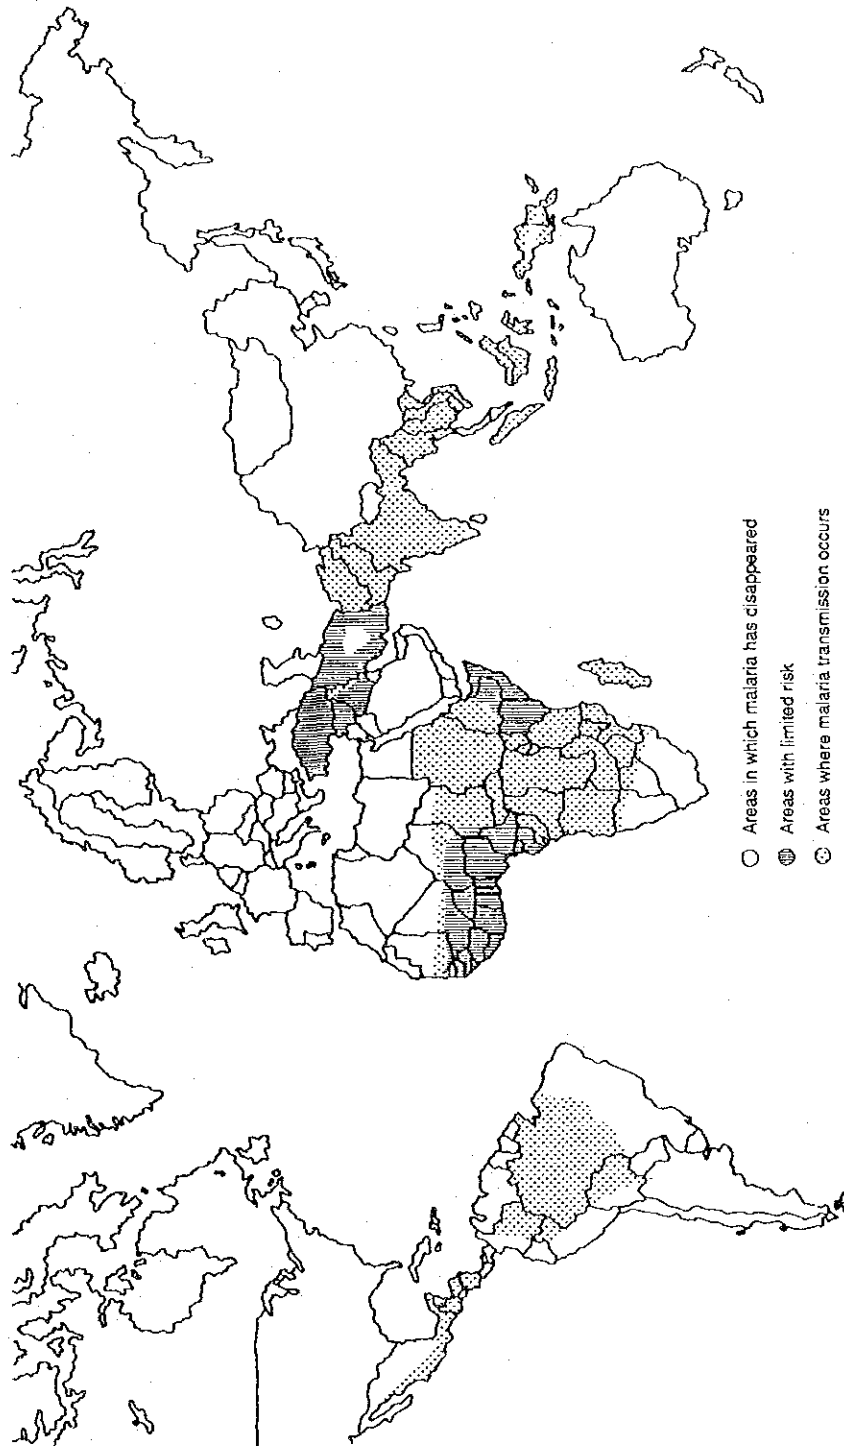 Areas in which malaria has disappeared
Areas with limited risk
Areas where malaria transmission occurs